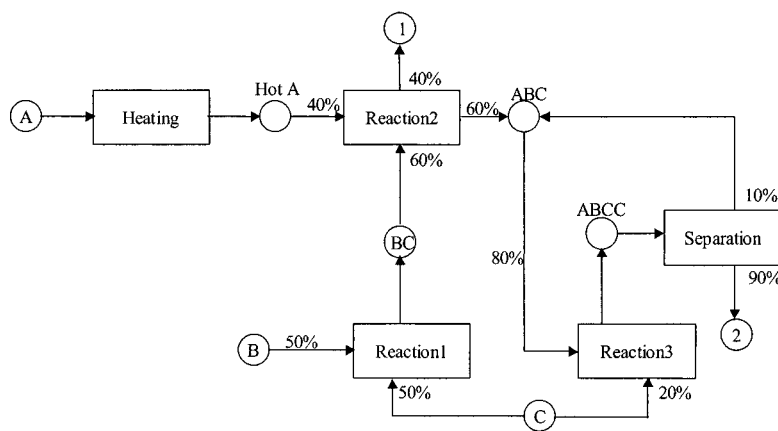 1
Hot A
40%
40%
60%
ABC
A
Heating
Reaction2
60%
10%
ABCC
BC
80%
Separation
90%
B
50%
Reaction1
Reaction3
2
50%
C
20%